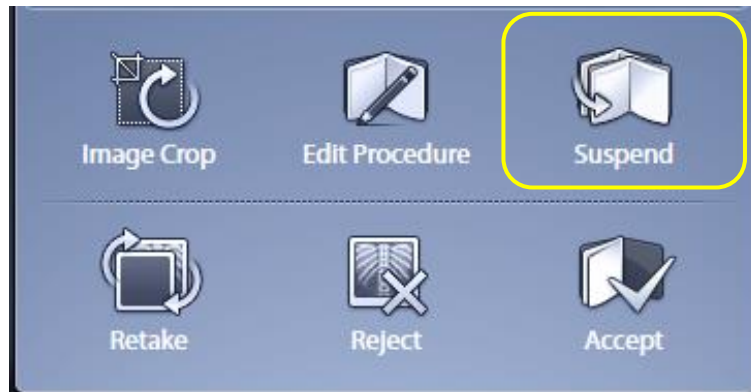 Image Crop
Edit Procedure
Suspend
Retake
Reject
Accept